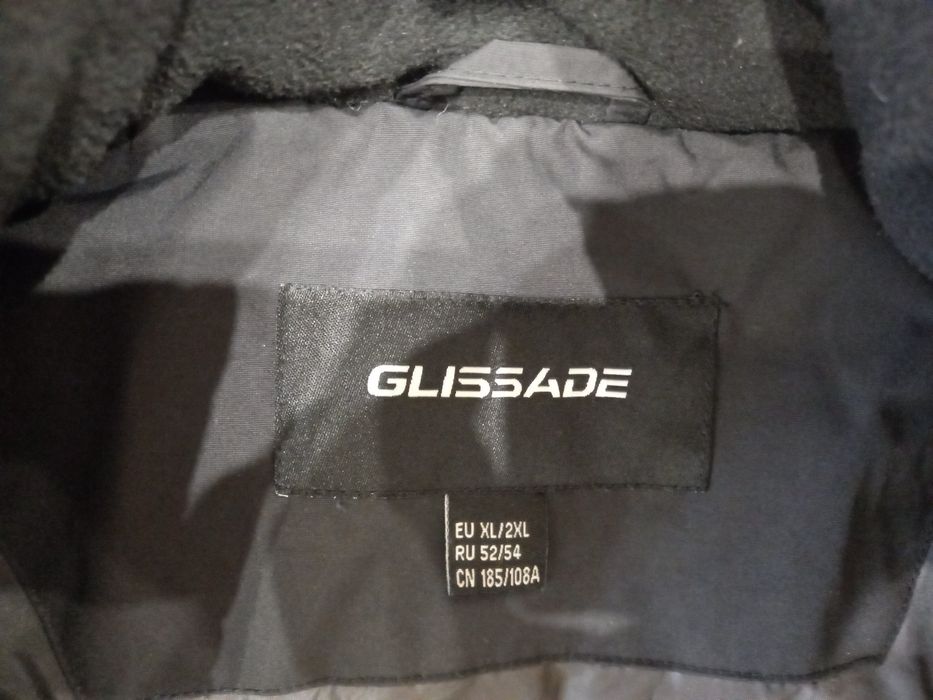 GLISSADE
EU XL/2XL
RU 52/54
CN 185/108A